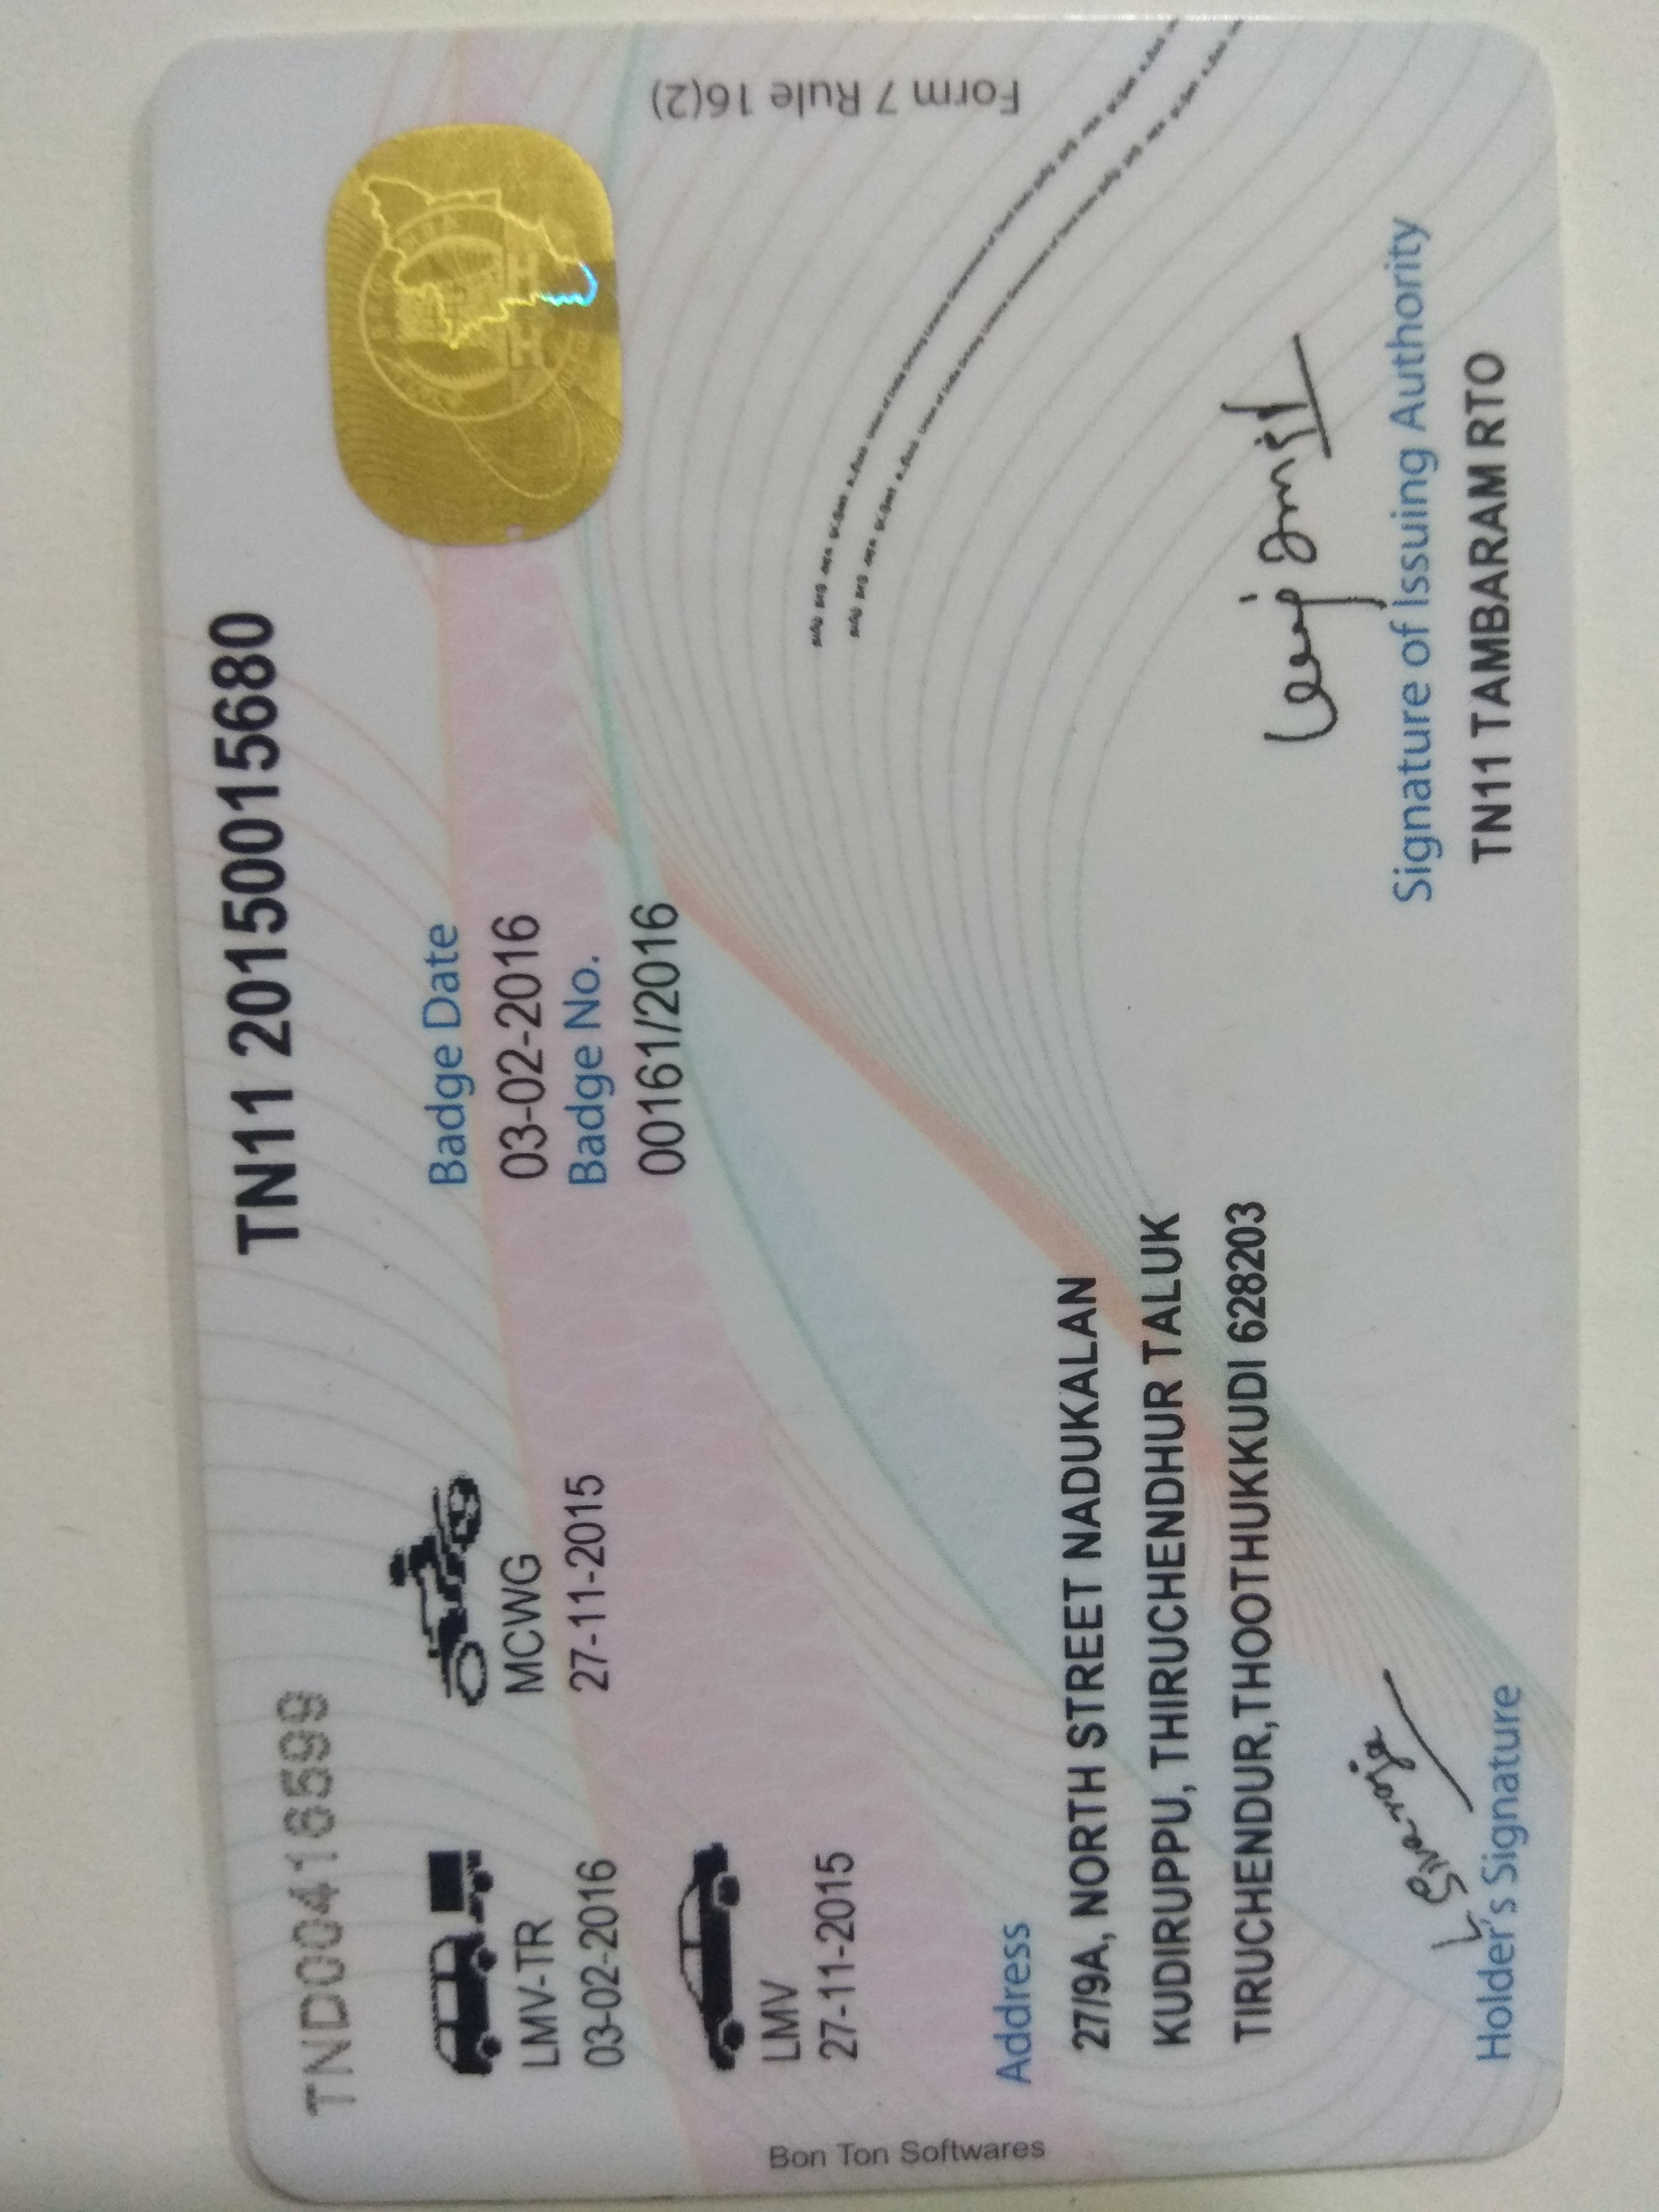 TND00418599
TN11 20150015680
LMV-TR
03-02-2016
MCWG
27-11-2015
Badge Date
03-02-2016
Badge No.
00161/2016
LMV
27-11-2015
Form 7 Rule 16(2)
Address
27/9A, NORTH STREET NADUKALAN
KUDIRUPPU, THIRUCHENDHUR TALUK
TIRUCHENDUR,THOOTHUKKUDI 628203
Holder's Signature
Signature of Issuing Authority
TN11 TAMBARAM RTO
Bon Ton Softwares